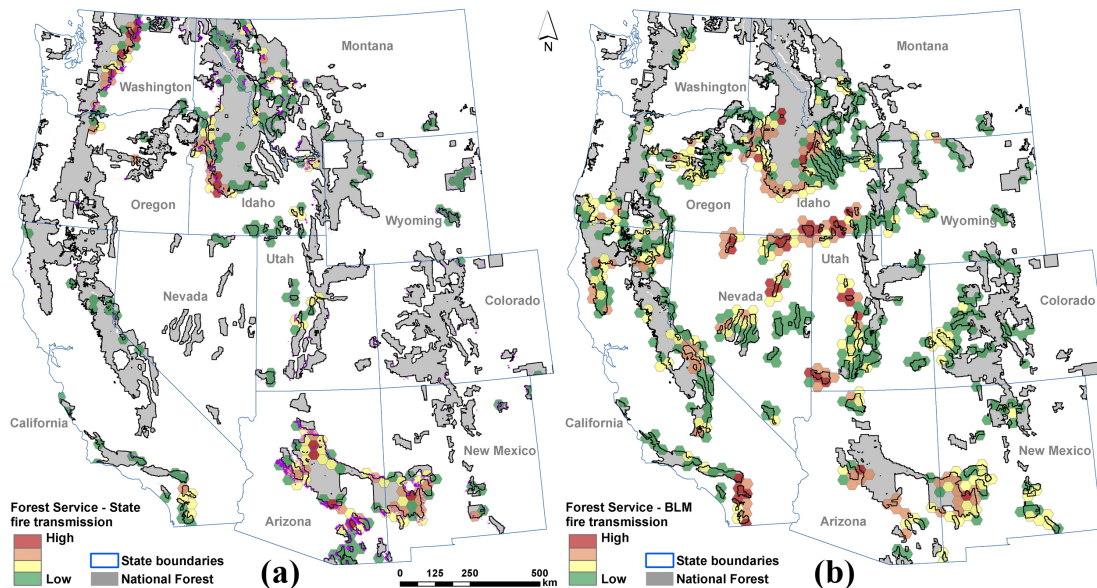 N
Montana
Washington
Oregon
Idaho
Wyoming
Utah
Nevada
Colorado
California
New Mexico
Arizona
Forest Service - State
fire transmission
High
Low
State boundaries
National Forest
(a)
0 125 250 500
km
Montana
Washington
Oregon
Idaho
Wyoming
Utah
Nevada
Colorado
California
New Mexico
Arizona
Forest Service - BLM
fire transmission
High
Low
State boundaries
National Forest
(b)